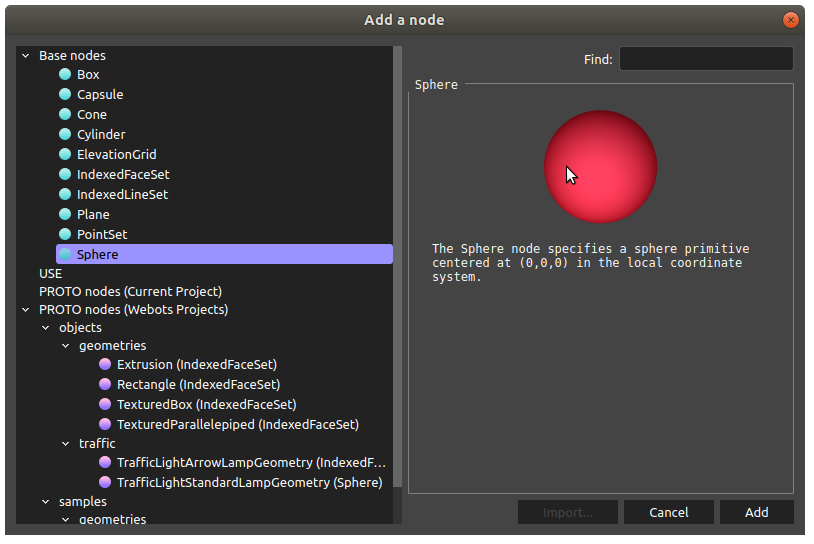 Add a node
Base nodes
Box
Capsule
Cone
Cylinder
ElevationGrid
IndexedFaceSet
IndexedLineSet
Plane
PointSet
Sphere
USE
PROTO nodes (Current Project)
PROTO nodes (Webots Projects)
objects
geometries
Extrusion (IndexedFaceSet)
Rectangle (IndexedFaceSet)
TexturedBox (IndexedFaceSet)
TexturedParallelepiped (IndexedFaceSet)
traffic
TrafficLightArrowLampGeometry (IndexedF...
TrafficLightStandardLampGeometry (Sphere)
samples
geometries
Find:
Sphere
The Sphere node specifies a sphere primitive
centered at (0,0,0) in the local coordinate
system.
Import...
Cancel
Add